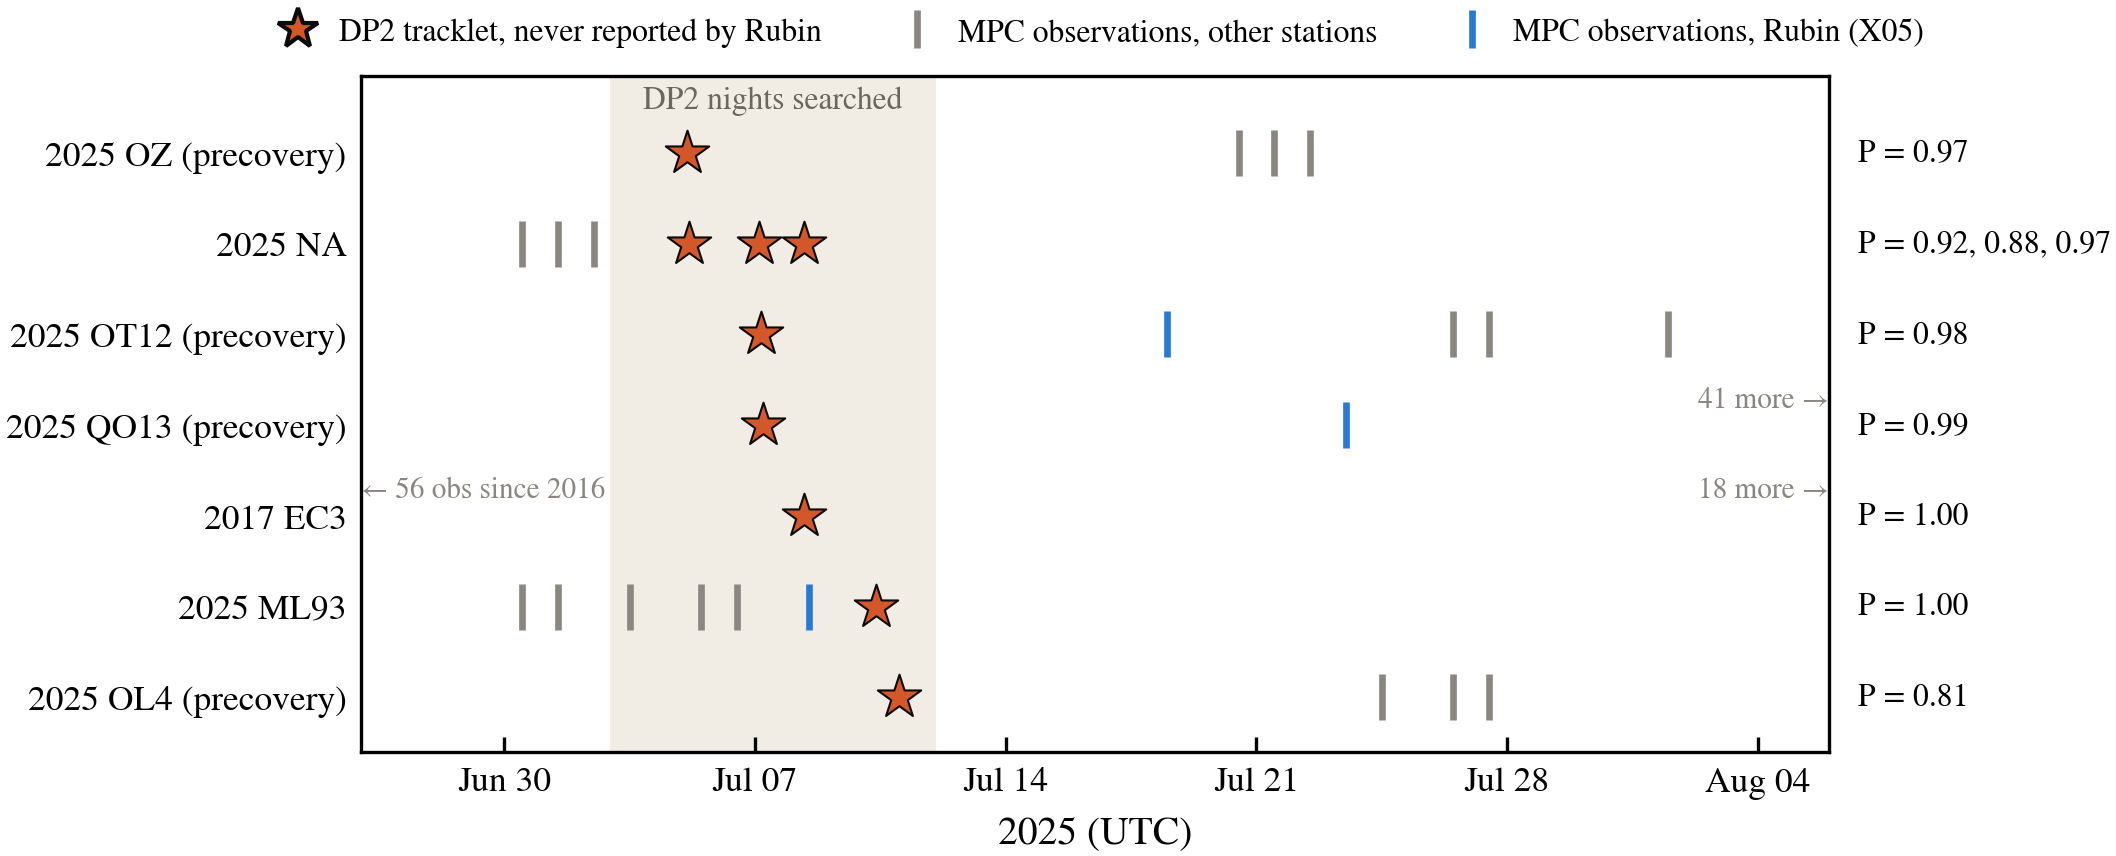 DP2 tracklet, never reported by Rubin
MPC observations, other stations
MPC observations, Rubin (X05)
DP2 nights searched
2025 OZ (precovery)
P = 0.97
2025 NA
P = 0.92, 0.88, 0.97
2025 OT12 (precovery)
P = 0.98
41 more →
2025 QO13 (precovery)
P = 0.99
← 56 obs since 2016
18 more →
2017 EC3
P = 1.00
2025 ML93
P = 1.00
2025 OL4 (precovery)
P = 0.81
Jun 30
Jul 07
Jul 14
Jul 21
Jul 28
Aug 04
2025 (UTC)